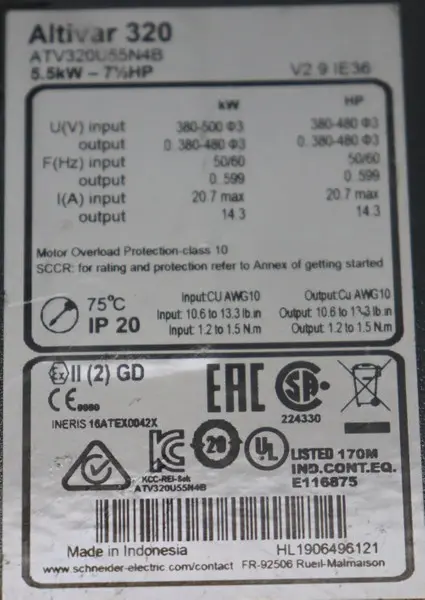 Altivar 320
ATV320U55N4B
5.5kW – 7½HP V2.9 IE36
kW HP
U(V) input 380-500 Φ3 380-480 Φ3
output 0..380-480 Φ3 0..380-480 Φ3
F(Hz) input 50/60 50/60
output 0..599 0..599
I(A) input 20.7 max 20.7 max
output 14.3 14.3
Motor Overload Protection-class 10
SCCR: for rating and protection refer to Annex of getting started
75°C Input:CU AWG10 Output:Cu AWG10
IP 20 Input: 10.6 to 13.3 lb.in Output: 10.6 to 13.3 lb.in
Input: 1.2 to 1.5 N.m Output: 1.2 to 1.5 N.m
Ex II (2) GD
CE EAC SA
224330
INERIS 16ATEX0042X
KC 20 UL LISTED 170M
IND.CONT.EQ.
E116875
ATV320U55N4B
Made in Indonesia HL1906496121
www.schneider-electric.com/contact FR-92506 Rueil-Malmaison